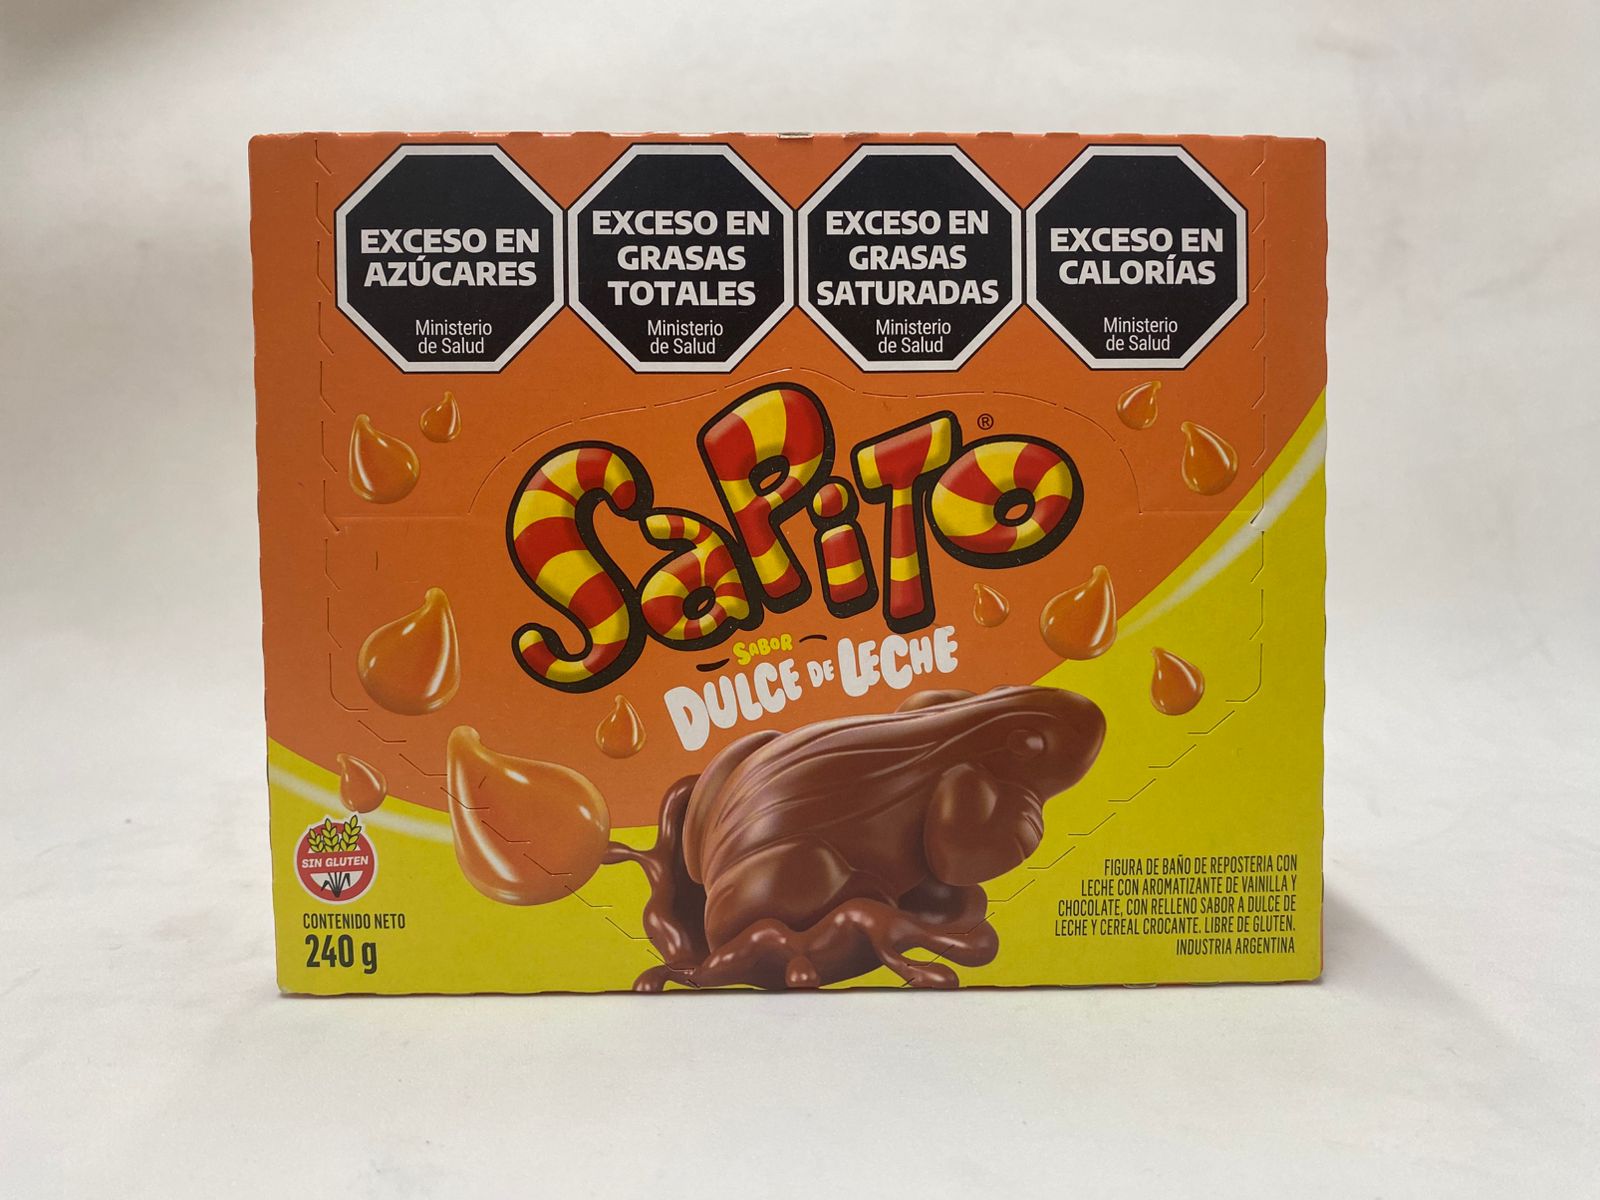 EXCESO EN
AZÚCARES
Ministerio
de Salud
EXCESO EN
GRASAS
TOTALES
Ministerio
de Salud
EXCESO EN
GRASAS
SATURADAS
Ministerio
de Salud
EXCESO EN
CALORÍAS
Ministerio
de Salud
SaPiTo®
SABOR
DULCE DE LECHE
SIN GLUTEN
CONTENIDO NETO
240 g
FIGURA DE BAÑO DE REPOSTERIA CON
LECHE CON AROMATIZANTE DE VAINILLA Y
CHOCOLATE, CON RELLENO SABOR A DULCE DE
LECHE Y CEREAL CROCANTE. LIBRE DE GLUTEN.
INDUSTRIA ARGENTINA